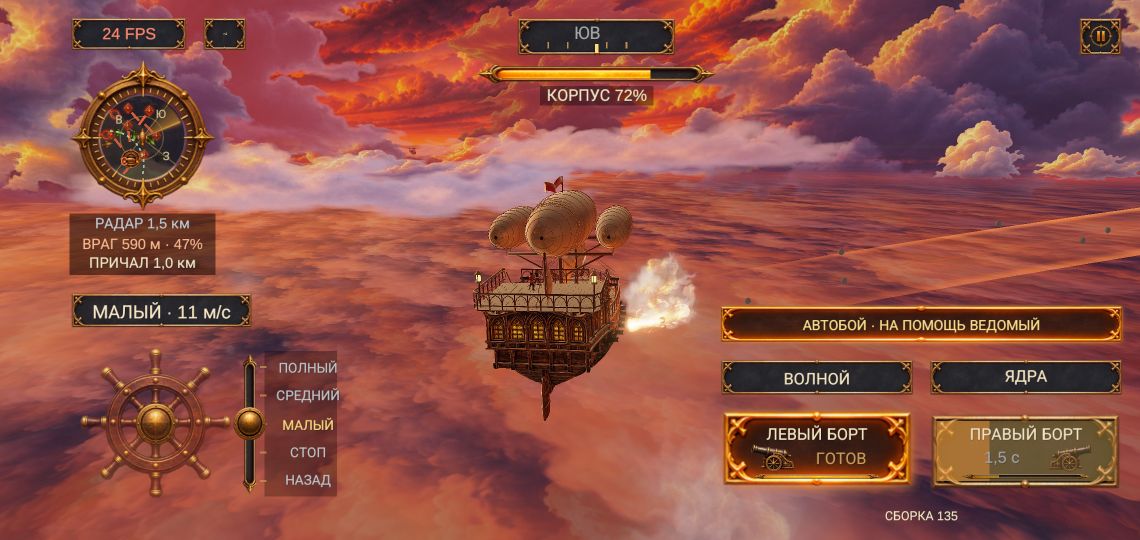 24 FPS
ЮВ
КОРПУС 72%
В
Ю
З
РАДАР 1,5 км
ВРАГ 590 м · 47%
ПРИЧАЛ 1,0 км
МАЛЫЙ · 11 м/с
ПОЛНЫЙ
СРЕДНИЙ
МАЛЫЙ
СТОП
НАЗАД
АВТОБОЙ · НА ПОМОЩЬ ВЕДОМЫЙ
ВОЛНОЙ
ЯДРА
ЛЕВЫЙ БОРТ
ГОТОВ
ПРАВЫЙ БОРТ
1,5 с
СБОРКА 135